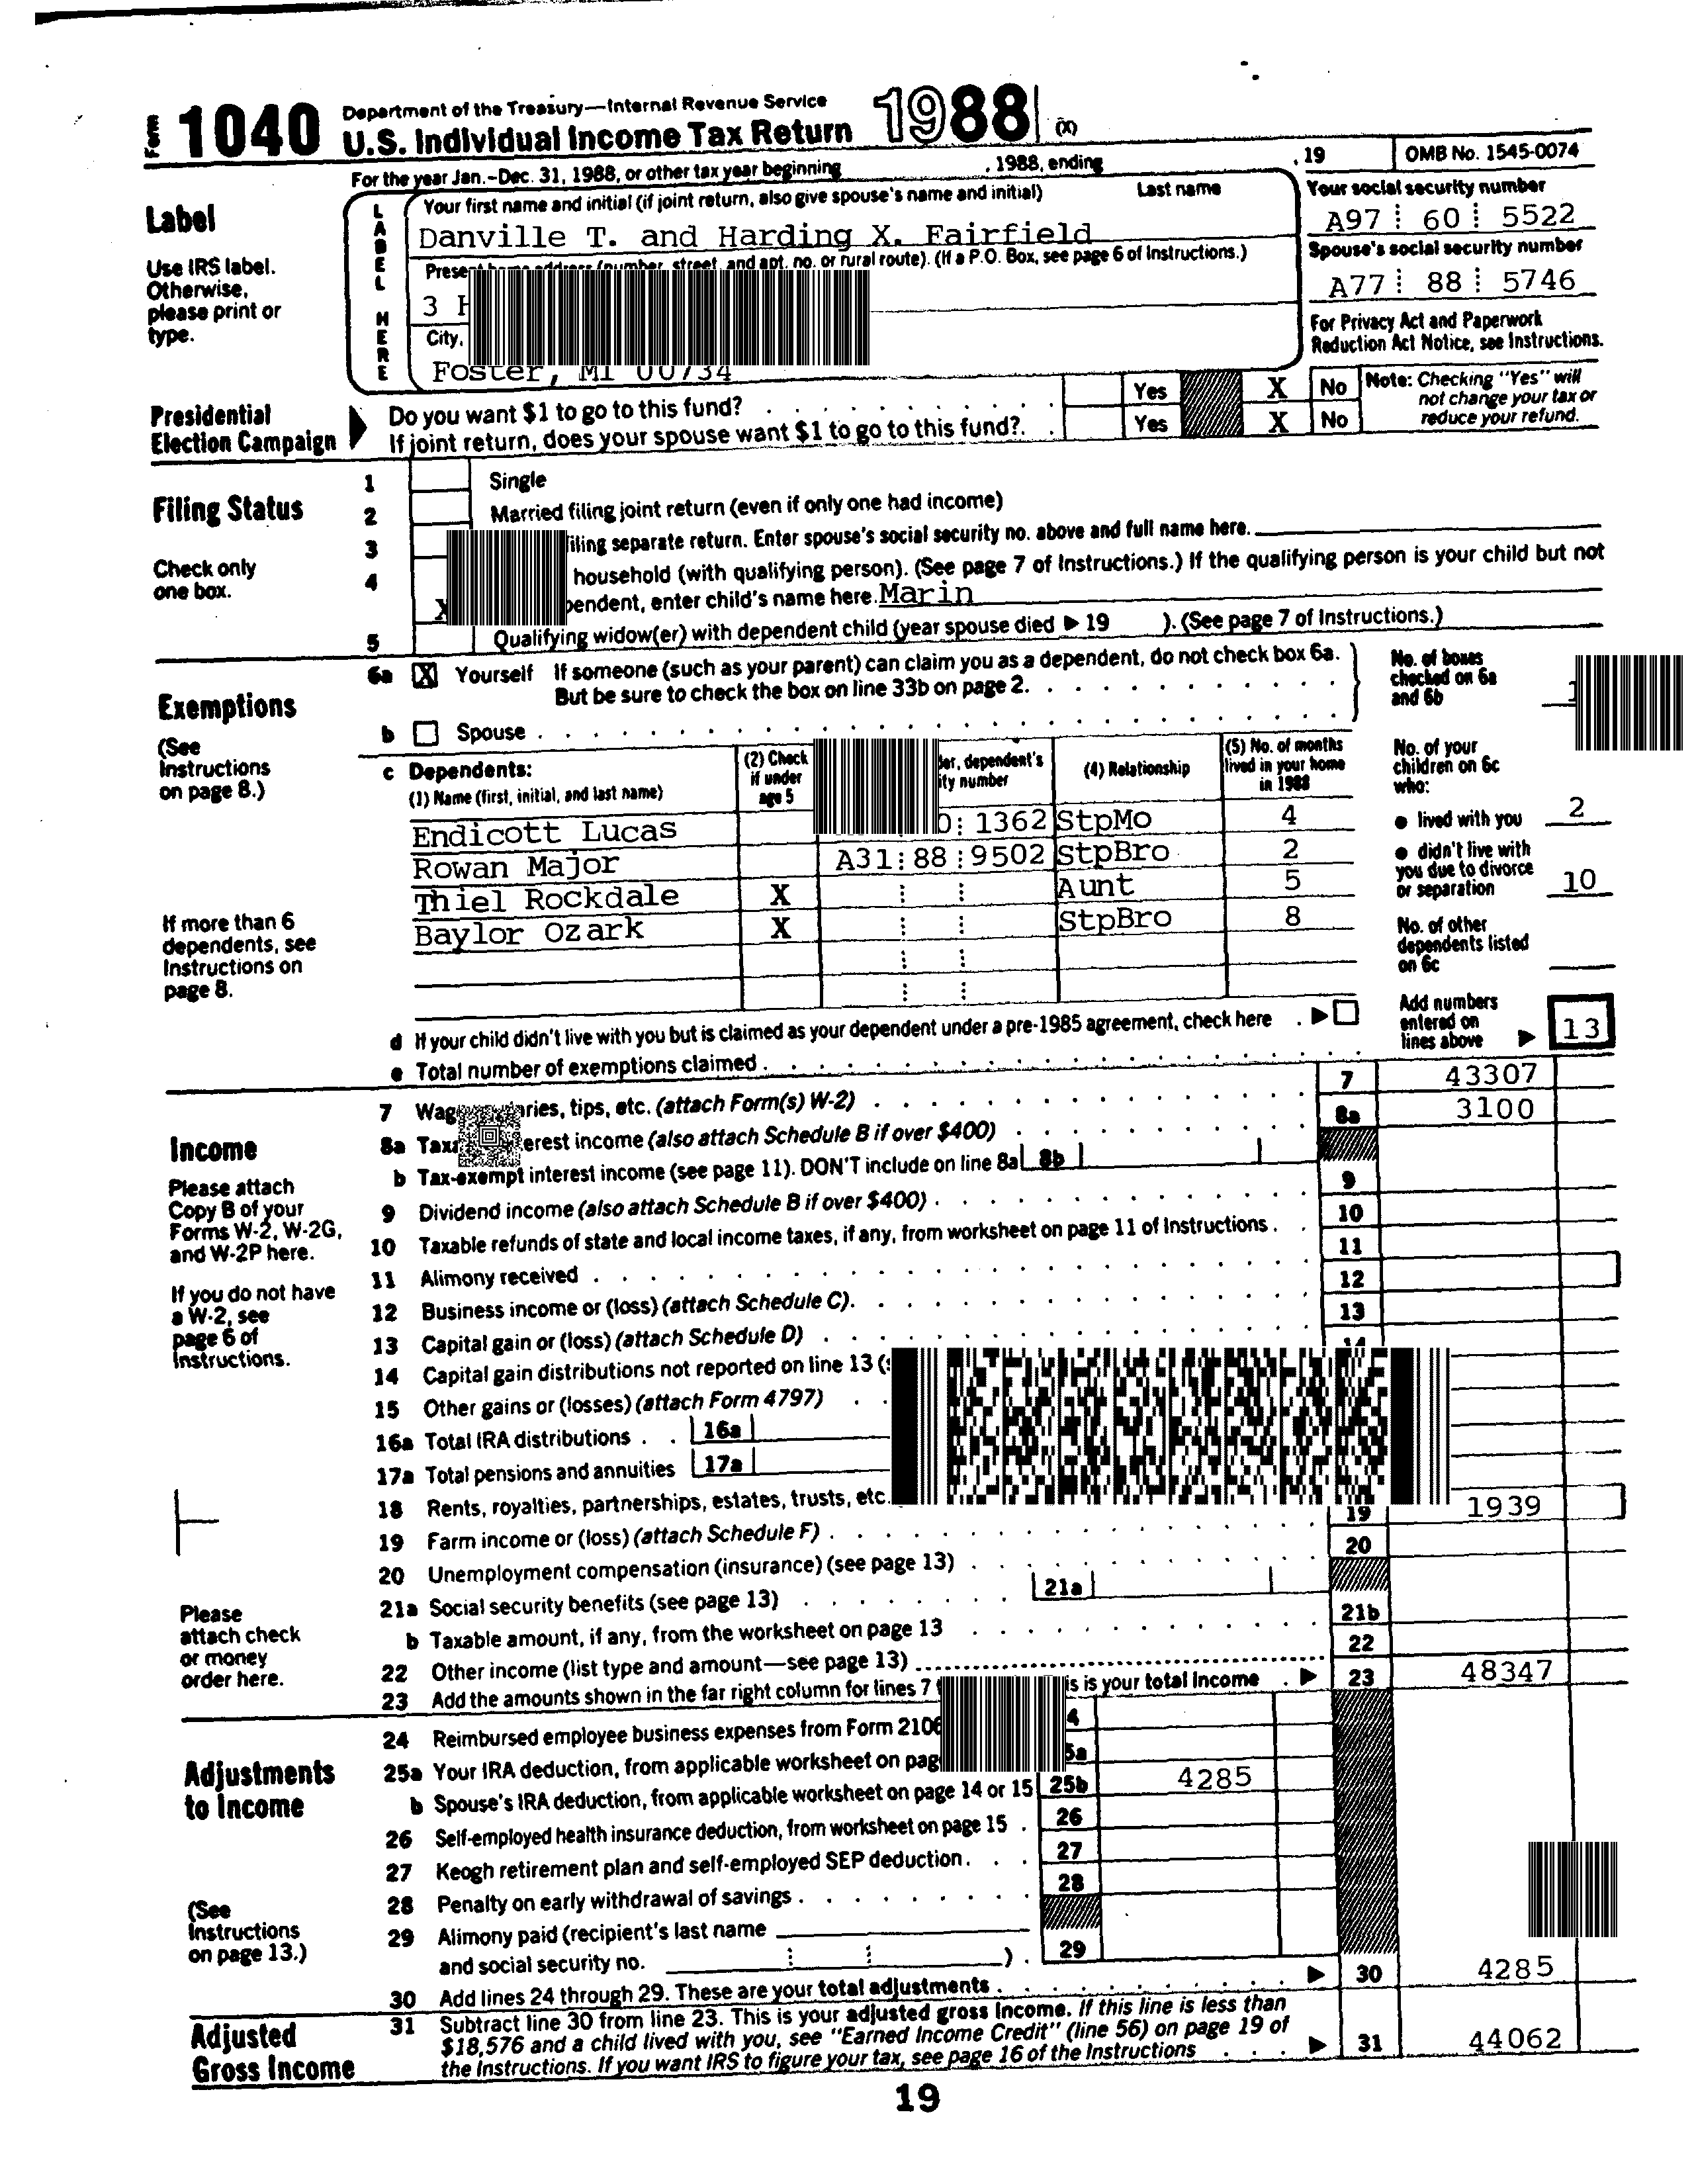 Form 1040 Department of the Treasury—Internal Revenue Service
U.S. Individual Income Tax Return 1988 (X)
For the year Jan.-Dec. 31, 1988, or other tax year beginning , 1988, ending , 19 OMB No. 1545-0074
Label
Use IRS label.
Otherwise,
please print or
type.
LABEL HERE
Your first name and initial (if joint return, also give spouse's name and initial) Last name
Danville T. and Harding X. Fairfield
(number, street, and apt. no. or rural route). (If a P.O. Box, see page 6 of Instructions.)
3
City,
Foster, MI 00734
Your social security number
A97 60 5522
Spouse's social security number
A77 88 5746
For Privacy Act and Paperwork
Reduction Act Notice, see Instructions.
Presidential
Election Campaign
Do you want $1 to go to this fund? Yes X No
If joint return, does your spouse want $1 to go to this fund? Yes X No
Note: Checking "Yes" will
not change your tax or
reduce your refund.
Filing Status
Check only
one box.
1 Single
2 Married filing joint return (even if only one had income)
3 filing separate return. Enter spouse's social security no. above and full name here.
4 household (with qualifying person). (See page 7 of Instructions.) If the qualifying person is your child but not
X enter child's name here. Marin
5 Qualifying widow(er) with dependent child (year spouse died ▶ 19 ). (See page 7 of Instructions.)
Exemptions
(See
Instructions
on page 8.)
If more than 6
dependents, see
Instructions on
page 8.
6a X Yourself If someone (such as your parent) can claim you as a dependent, do not check box 6a.
But be sure to check the box on line 33b on page 2.
b Spouse
No. of boxes
checked on 6a
and 6b
c Dependents:
(1) Name (first, initial, and last name)
(2) Check
if under
age 5
dependent's
number
(4) Relationship
(5) No. of months
lived in your home
in 1988
Endicott Lucas 1362 StpMo 4
Rowan Major A31 88 9502 StpBro 2
Thiel Rockdale X Aunt 5
Baylor Ozark X StpBro 8
No. of your
children on 6c
who:
● lived with you 2
● didn't live with
you due to divorce
or separation 10
No. of other
dependents listed
on 6c
Add numbers
entered on
lines above ▶ 13
d If your child didn't live with you but is claimed as your dependent under a pre-1985 agreement, check here ▶
e Total number of exemptions claimed
Income
Please attach
Copy B of your
Forms W-2, W-2G,
and W-2P here.
If you do not have
a W-2, see
page 6 of
Instructions.
Please
attach check
or money
order here.
7 tips, etc. (attach Form(s) W-2) 7 43307
8a income (also attach Schedule B if over $400) 8a 3100
b Tax-exempt interest income (see page 11). DON'T include on line 8a 8b
9 Dividend income (also attach Schedule B if over $400) 9
10 Taxable refunds of state and local income taxes, if any, from worksheet on page 11 of Instructions 10
11 Alimony received 11
12 Business income or (loss) (attach Schedule C) 12
13 Capital gain or (loss) (attach Schedule D) 13
14 Capital gain distributions not reported on line 13 14
15 Other gains or (losses) (attach Form 4797)
16a Total IRA distributions 16a
17a Total pensions and annuities 17a
18 Rents, royalties, partnerships, estates, trusts, etc.
19 Farm income or (loss) (attach Schedule F) 19 1939
20 Unemployment compensation (insurance) (see page 13) 20
21a Social security benefits (see page 13) 21a
b Taxable amount, if any, from the worksheet on page 13 21b
22 Other income (list type and amount—see page 13) 22
23 Add the amounts shown in the far right column for lines 7 is your total income ▶ 23 48347
Adjustments
to Income
(See
Instructions
on page 13.)
24 Reimbursed employee business expenses from Form 2106
25a Your IRA deduction, from applicable worksheet on
b Spouse's IRA deduction, from applicable worksheet on page 14 or 15 25b 4285
26 Self-employed health insurance deduction, from worksheet on page 15 26
27 Keogh retirement plan and self-employed SEP deduction 27
28 Penalty on early withdrawal of savings 28
29 Alimony paid (recipient's last name
and social security no. ) 29
30 Add lines 24 through 29. These are your total adjustments ▶ 30 4285
Adjusted
Gross Income
31 Subtract line 30 from line 23. This is your adjusted gross income. If this line is less than
$18,576 and a child lived with you, see "Earned Income Credit" (line 56) on page 19 of
the Instructions. If you want IRS to figure your tax, see page 16 of the Instructions ▶ 31 44062
19